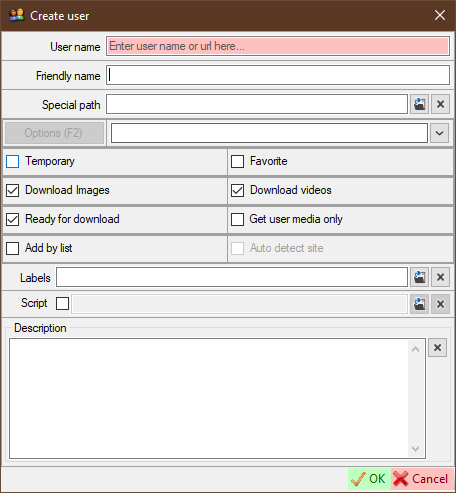 Create user
User name Enter user name or url here...
Friendly name
Special path
Options (F2)
Temporary Favorite
Download Images Download videos
Ready for download Get user media only
Add by list Auto detect site
Labels
Script
Description
OK Cancel